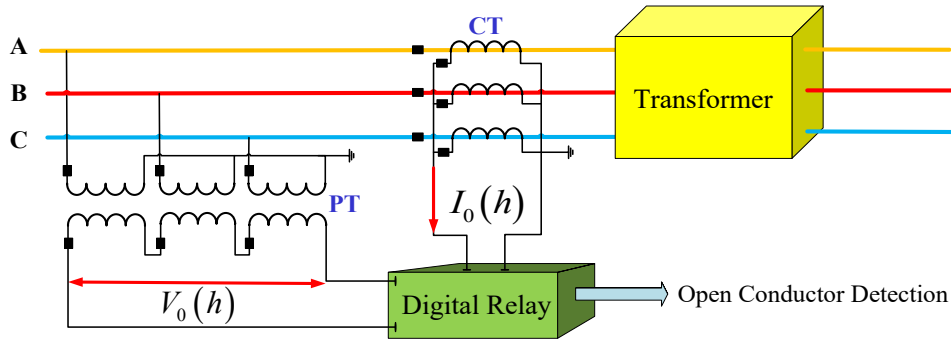 A
CT
B
Transformer
C
PT
I₀(h)
V₀(h)
Digital Relay
Open Conductor Detection